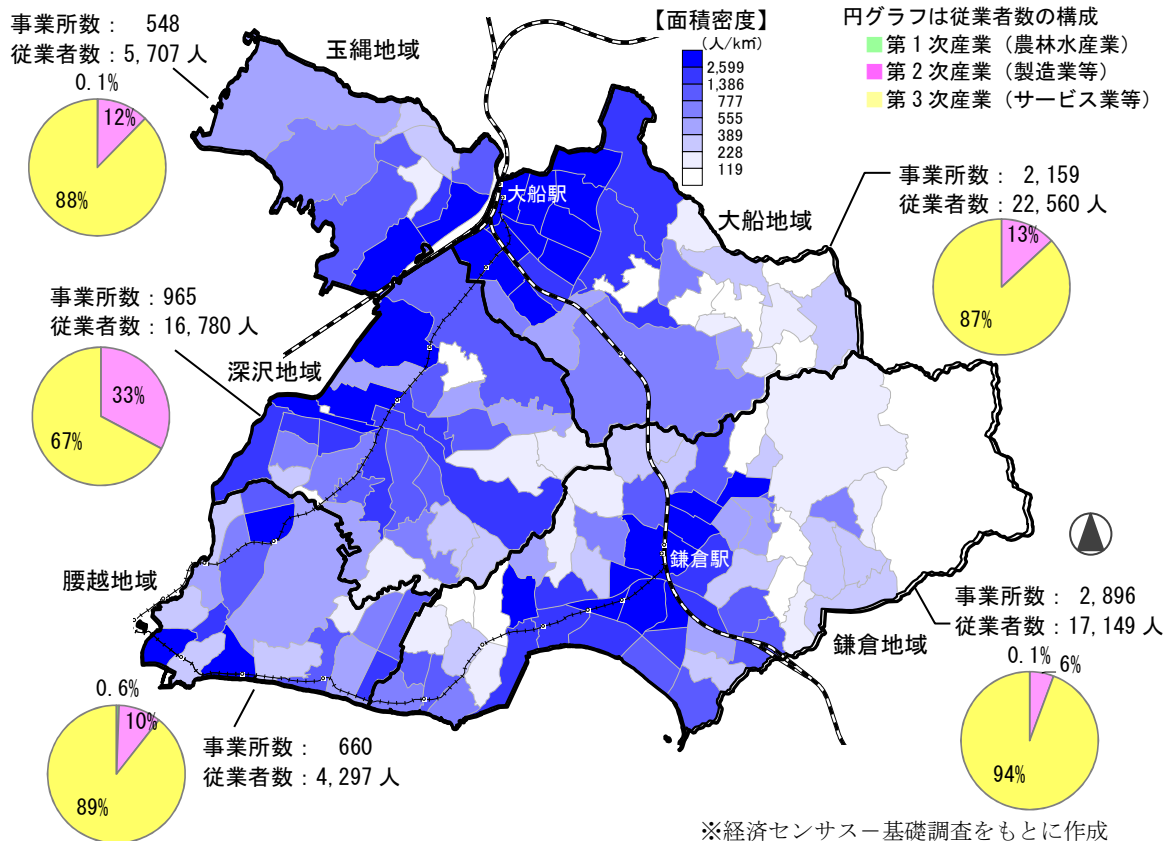 事業所数： 548
従業者数：5,707 人
0.1%
12%
88%
玉縄地域
【面積密度】
(人/k㎡)
2,599
1,386
777
555
389
228
119
円グラフは従業者数の構成
第１次産業（農林水産業）
第２次産業（製造業等）
第３次産業（サービス業等）
大船駅
大船地域
事業所数： 2,159
従業者数：22,560 人
13%
87%
事業所数：965
従業者数：16,780 人
深沢地域
33%
67%
鎌倉駅
腰越地域
鎌倉地域
事業所数： 2,896
従業者数：17,149 人
0.1%
6%
94%
0.6%
10%
89%
事業所数： 660
従業者数：4,297 人
※経済センサス－基礎調査をもとに作成